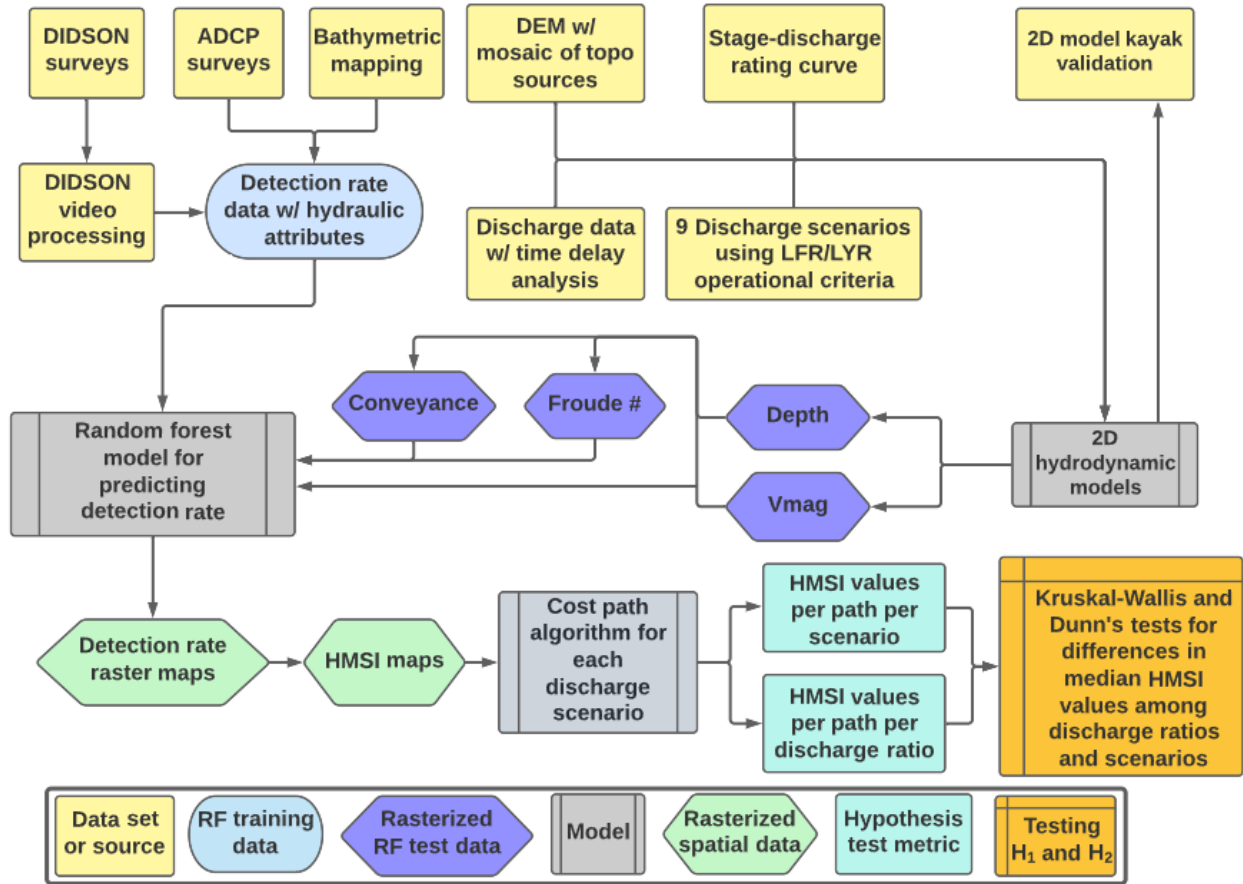 DIDSON
surveys
ADCP
surveys
Bathymetric
mapping
DEM w/
mosaic of topo
sources
Stage-discharge
rating curve
2D model kayak
validation
DIDSON
video
processing
Detection rate
data w/ hydraulic
attributes
Discharge data
w/ time delay
analysis
9 Discharge scenarios
using LFR/LYR
operational criteria
Conveyance
Froude #
Depth
Vmag
2D
hydrodynamic
models
Random forest
model for
predicting
detection rate
Detection rate
raster maps
HMSI maps
Cost path
algorithm for
each
discharge
scenario
HMSI values
per path per
scenario
HMSI values
per path per
discharge ratio
Kruskal-Wallis and
Dunn's tests for
differences in
median HMSI
values among
discharge ratios
and scenarios
Data set
or source
RF training
data
Rasterized
RF test data
Model
Rasterized
spatial data
Hypothesis
test metric
Testing
H₁ and H₂